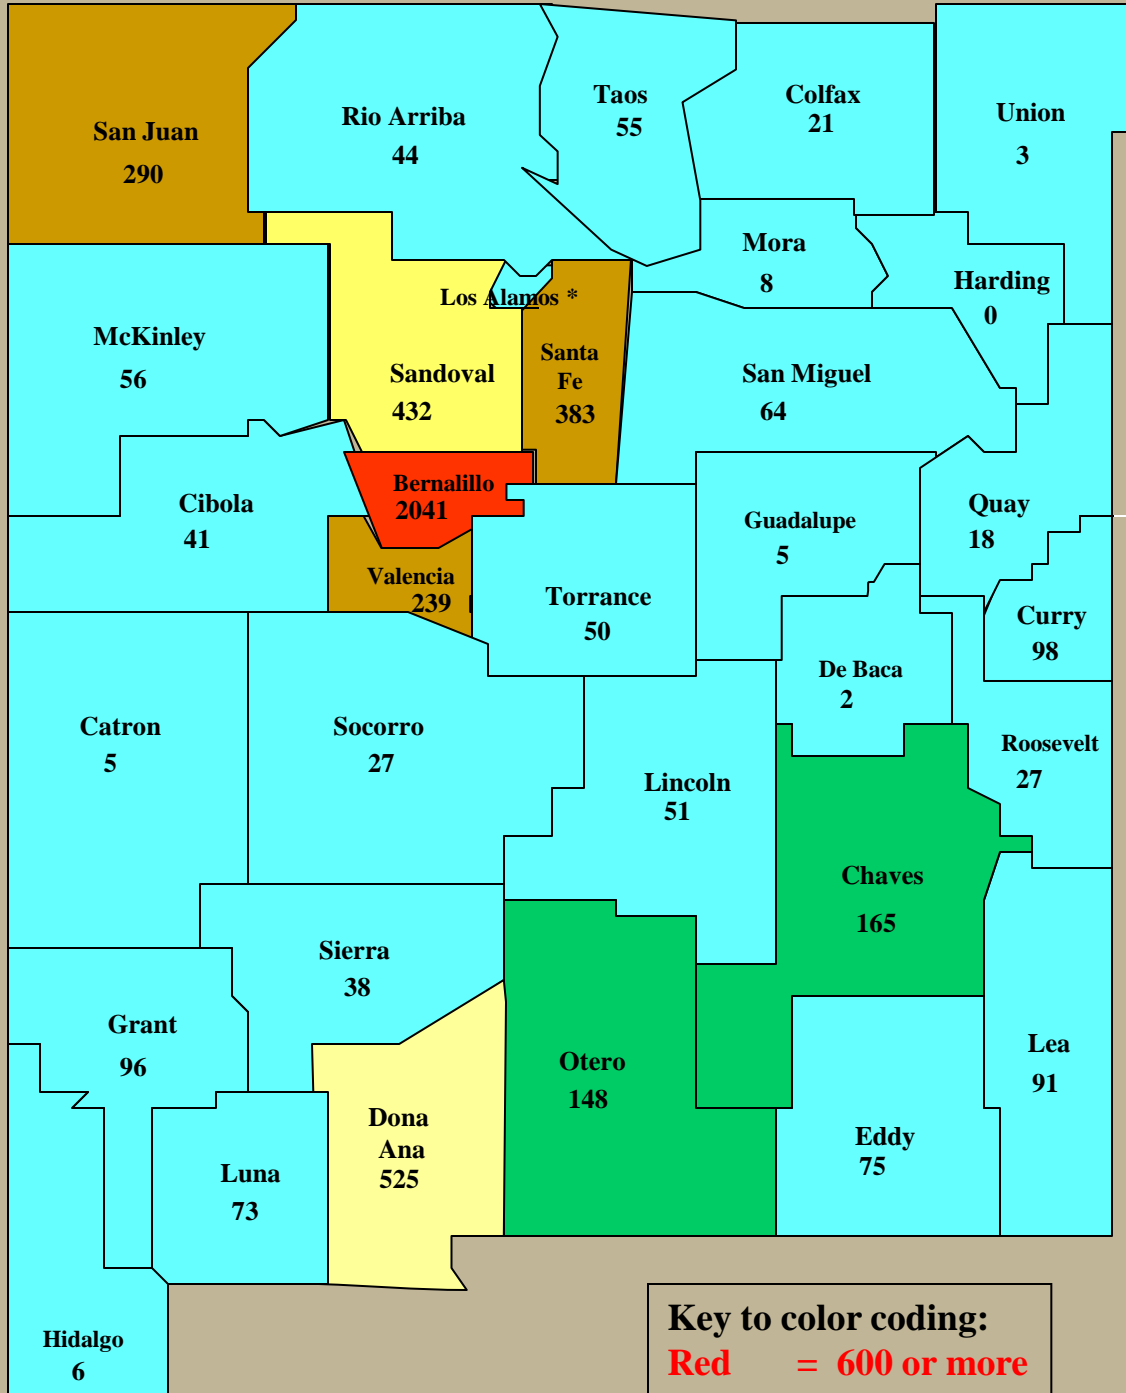 San Juan
290
Rio Arriba
44
Taos
55
Colfax
21
Union
3
Mora
8
Harding
0
Los Alamos *
McKinley
56
Sandoval
432
Santa
Fe
383
San Miguel
64
Cibola
41
Bernalillo
2041
Guadalupe
5
Quay
18
Valencia
239
Torrance
50
Curry
98
De Baca
2
Catron
5
Socorro
27
Lincoln
51
Roosevelt
27
Chaves
165
Sierra
38
Grant
96
Otero
148
Lea
91
Dona
Ana
525
Eddy
75
Luna
73
Hidalgo
6
Key to color coding:
Red = 600 or more